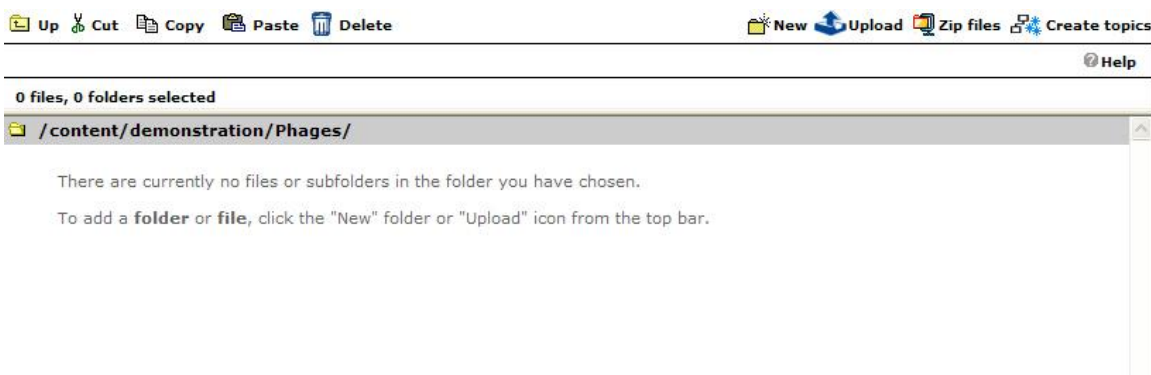 Up Cut Copy Paste Delete New Upload Zip files Create topics
Help
0 files, 0 folders selected
/content/demonstration/Phages/
There are currently no files or subfolders in the folder you have chosen.
To add a folder or file, click the "New" folder or "Upload" icon from the top bar.